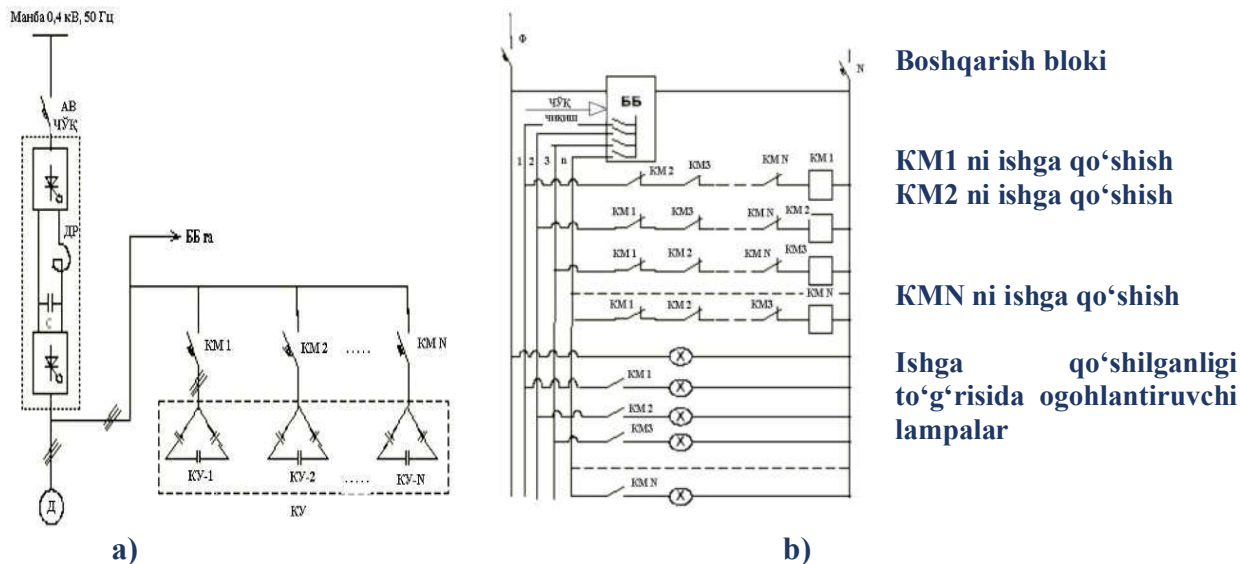 Манба 0,4 кВ, 50 Гц
АВ
ЧЎҚ
ДР
С
ББ га
КМ 1
КМ 2
.....
КМ N
КУ-1
КУ-2
.....
КУ-N
КУ
Д
a)
Ф
N
ББ
ЧЎҚ
чиқиш
1 2 3 n
КМ 2 КМ3 КМ N КМ 1
КМ 1 КМ3 КМ N КМ 2
КМ 1 КМ 2 КМ N КМ3
КМ N
КМ 1 КМ 2 КМ3
КМ 1
КМ 2
КМ3
КМ N
b)
Boshqarish bloki
KM1 ni ishga qo‘shish
KM2 ni ishga qo‘shish
KMN ni ishga qo‘shish
Ishga qo‘shilganligi
to‘g‘risida ogohlantiruvchi
lampalar